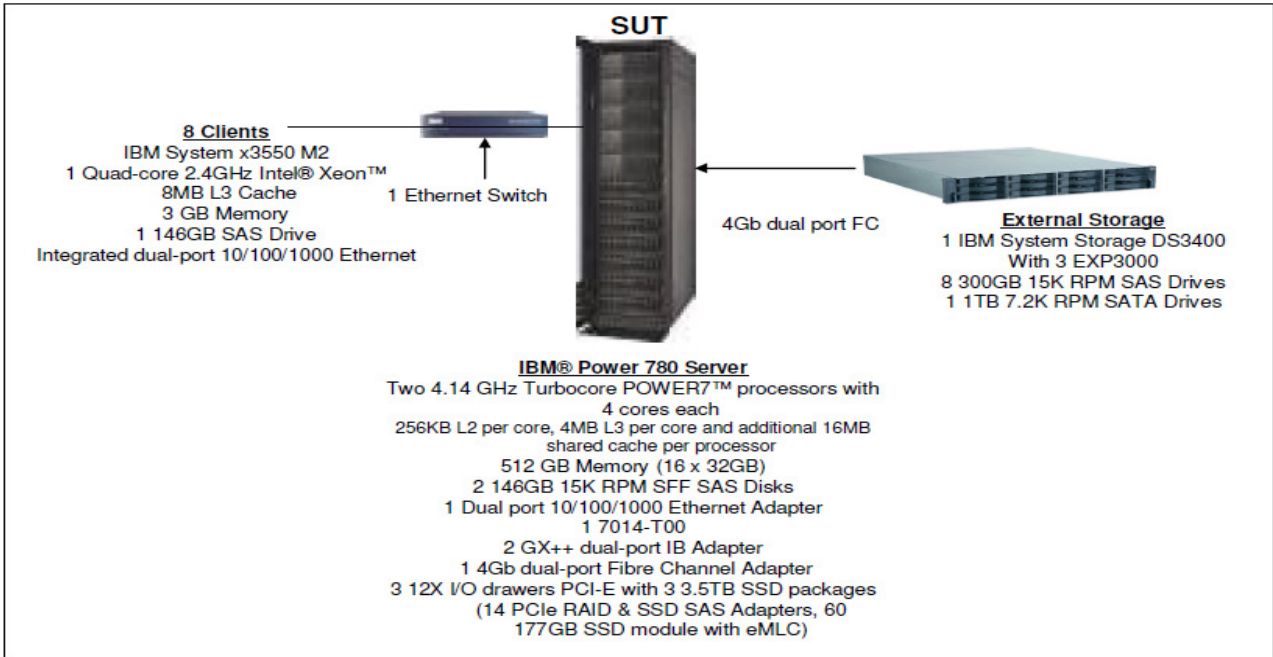 SUT
8 Clients
IBM System x3550 M2
1 Quad-core 2.4GHz Intel® Xeon™
8MB L3 Cache
3 GB Memory
1 146GB SAS Drive
Integrated dual-port 10/100/1000 Ethernet
1 Ethernet Switch
4Gb dual port FC
External Storage
1 IBM System Storage DS3400
With 3 EXP3000
8 300GB 15K RPM SAS Drives
1 1TB 7.2K RPM SATA Drives
IBM® Power 780 Server
Two 4.14 GHz Turbocore POWER7™ processors with
4 cores each
256KB L2 per core, 4MB L3 per core and additional 16MB
shared cache per processor
512 GB Memory (16 x 32GB)
2 146GB 15K RPM SFF SAS Disks
1 Dual port 10/100/1000 Ethernet Adapter
1 7014-T00
2 GX++ dual-port IB Adapter
1 4Gb dual-port Fibre Channel Adapter
3 12X I/O drawers PCI-E with 3 3.5TB SSD packages
(14 PCIe RAID & SSD SAS Adapters, 60
177GB SSD module with eMLC)